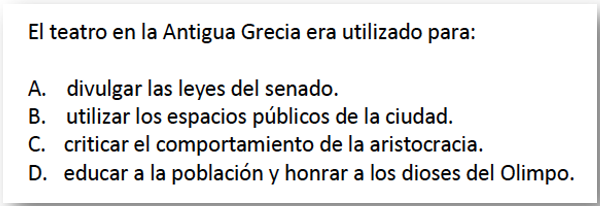 El teatro en la Antigua Grecia era utilizado para:
A. divulgar las leyes del senado.
B. utilizar los espacios públicos de la ciudad.
C. criticar el comportamiento de la aristocracia.
D. educar a la población y honrar a los dioses del Olimpo.